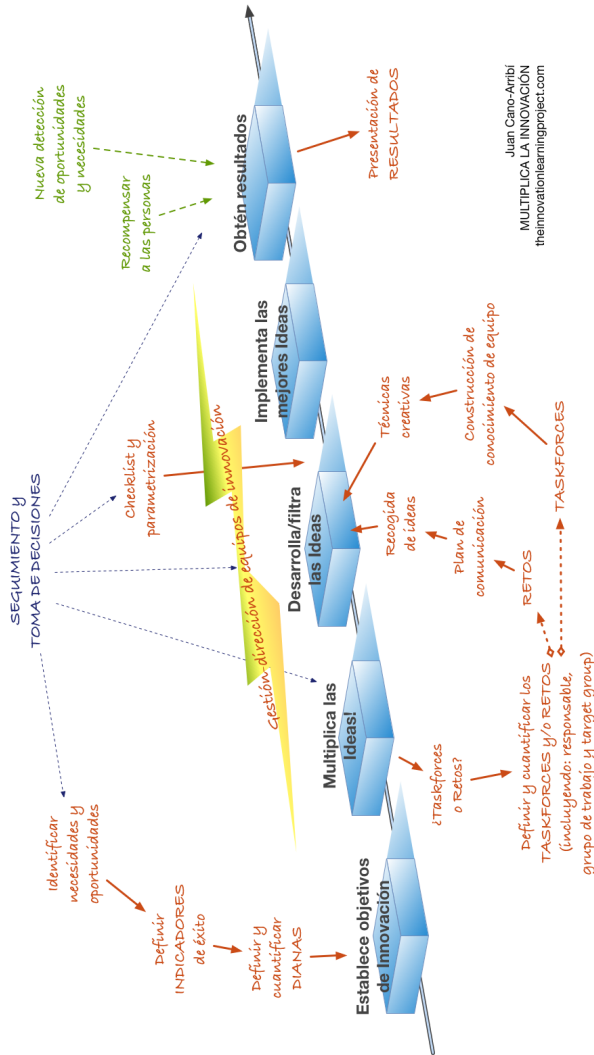 SEGUIMIENTO y
TOMA DE DECISIONES
Identificar
necesidades y
oportunidades
Definir
INDICADORES
de éxito
Definir y
cuantificar
DIANAS
Establece objetivos
de Innovación
Multiplica las
Ideas!
¿Taskforces
o Retos?
Definir y cuantificar los
TASKFORCES Y/O RETOS
(incluyendo: responsable,
grupo de trabajo y target group)
RETOS
Plan de
comunicación
Recogida
de ideas
TASKFORCES
Construcción de
conocimiento de equipo
Técnicas
creativas
Desarrolla/filtra
las Ideas
Gestión-dirección de equipos de innovación
Checklist y
parametrización
Implementa las
mejores Ideas
Obtén resultados
Recompensar
a las personas
Nueva detección
de oportunidades
y necesidades
Presentación de
RESULTADOS
Juan Cano-Arribí
MULTIPLICA LA INNOVACIÓN
theinnovationlearningproject.com